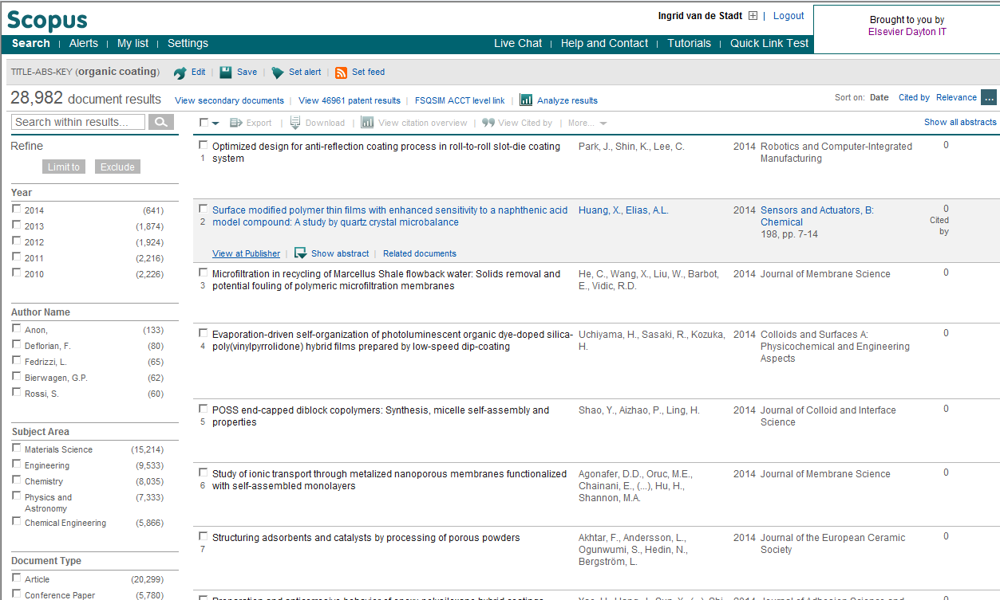 Scopus
Ingrid van de Stadt | Logout
Brought to you by
Elsevier Dayton IT
Search | Alerts | My list | Settings
Live Chat | Help and Contact | Tutorials | Quick Link Test
TITLE-ABS-KEY (organic coating) Edit | Save | Set alert | Set feed
28,982 document results View secondary documents | View 46961 patent results | FSQSIM ACCT level link | Analyze results
Sort on: Date Cited by Relevance ...
Search within results...
Export | Download | View citation overview | View Cited by | More...
Show all abstracts
Refine
Limit to Exclude
Year
2014 (641)
2013 (1,874)
2012 (1,924)
2011 (2,216)
2010 (2,226)
Author Name
Anon, (133)
Deflorian, F. (80)
Fedrizzi, L. (65)
Bierwagen, G.P. (62)
Rossi, S. (60)
Subject Area
Materials Science (15,214)
Engineering (9,533)
Chemistry (8,035)
Physics and (7,333)
Astronomy
Chemical Engineering (5,866)
Document Type
Article (20,299)
Conference Paper (5,780)
Optimized design for anti-reflection coating process in roll-to-roll slot-die coating Park, J., Shin, K., Lee, C. 2014 Robotics and Computer-Integrated 0
1 system Manufacturing
Surface modified polymer thin films with enhanced sensitivity to a naphthenic acid Huang, X., Elias, A.L. 2014 Sensors and Actuators, B: 0
2 model compound: A study by quartz crystal microbalance Chemical Cited
198, pp. 7-14 by
View at Publisher | Show abstract | Related documents
Microfiltration in recycling of Marcellus Shale flowback water: Solids removal and He, C., Wang, X., Liu, W., Barbot, 2014 Journal of Membrane Science 0
3 potential fouling of polymeric microfiltration membranes E., Vidic, R.D.
Evaporation-driven self-organization of photoluminescent organic dye-doped silica- Uchiyama, H., Sasaki, R., Kozuka, 2014 Colloids and Surfaces A: 0
4 poly(vinylpyrrolidone) hybrid films prepared by low-speed dip-coating H. Physicochemical and Engineering
Aspects
POSS end-capped diblock copolymers: Synthesis, micelle self-assembly and Shao, Y., Aizhao, P., Ling, H. 2014 Journal of Colloid and Interface 0
5 properties Science
Study of ionic transport through metalized nanoporous membranes functionalized Agonafer, D.D., Oruc, M.E., 2014 Journal of Membrane Science 0
6 with self-assembled monolayers Chainani, E., (...), Hu, H.,
Shannon, M.A.
Structuring adsorbents and catalysts by processing of porous powders Akhtar, F., Andersson, L., 2014 Journal of the European Ceramic 0
7 Ogunwumi, S., Hedin, N., Society
Bergström, L.